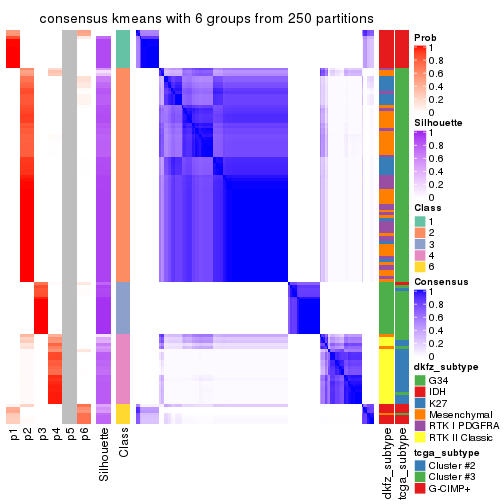 consensus kmeans with 6 groups from 250 partitions
Prob
1
0.8
0.6
0.4
0.2
0
Silhouette
1
0.8
0.6
0.4
0.2
0
Class
1
2
3
4
6
Consensus
1
0.8
0.6
0.4
0.2
0
dkfz_subtype
G34
IDH
K27
Mesenchymal
RTK I PDGFRA
RTK II Classic
tcga_subtype
Cluster #2
Cluster #3
G-CIMP+
p1
p2
p3
p4
p5
p6
Silhouette
Class
dkfz_subtype
tcga_subtype